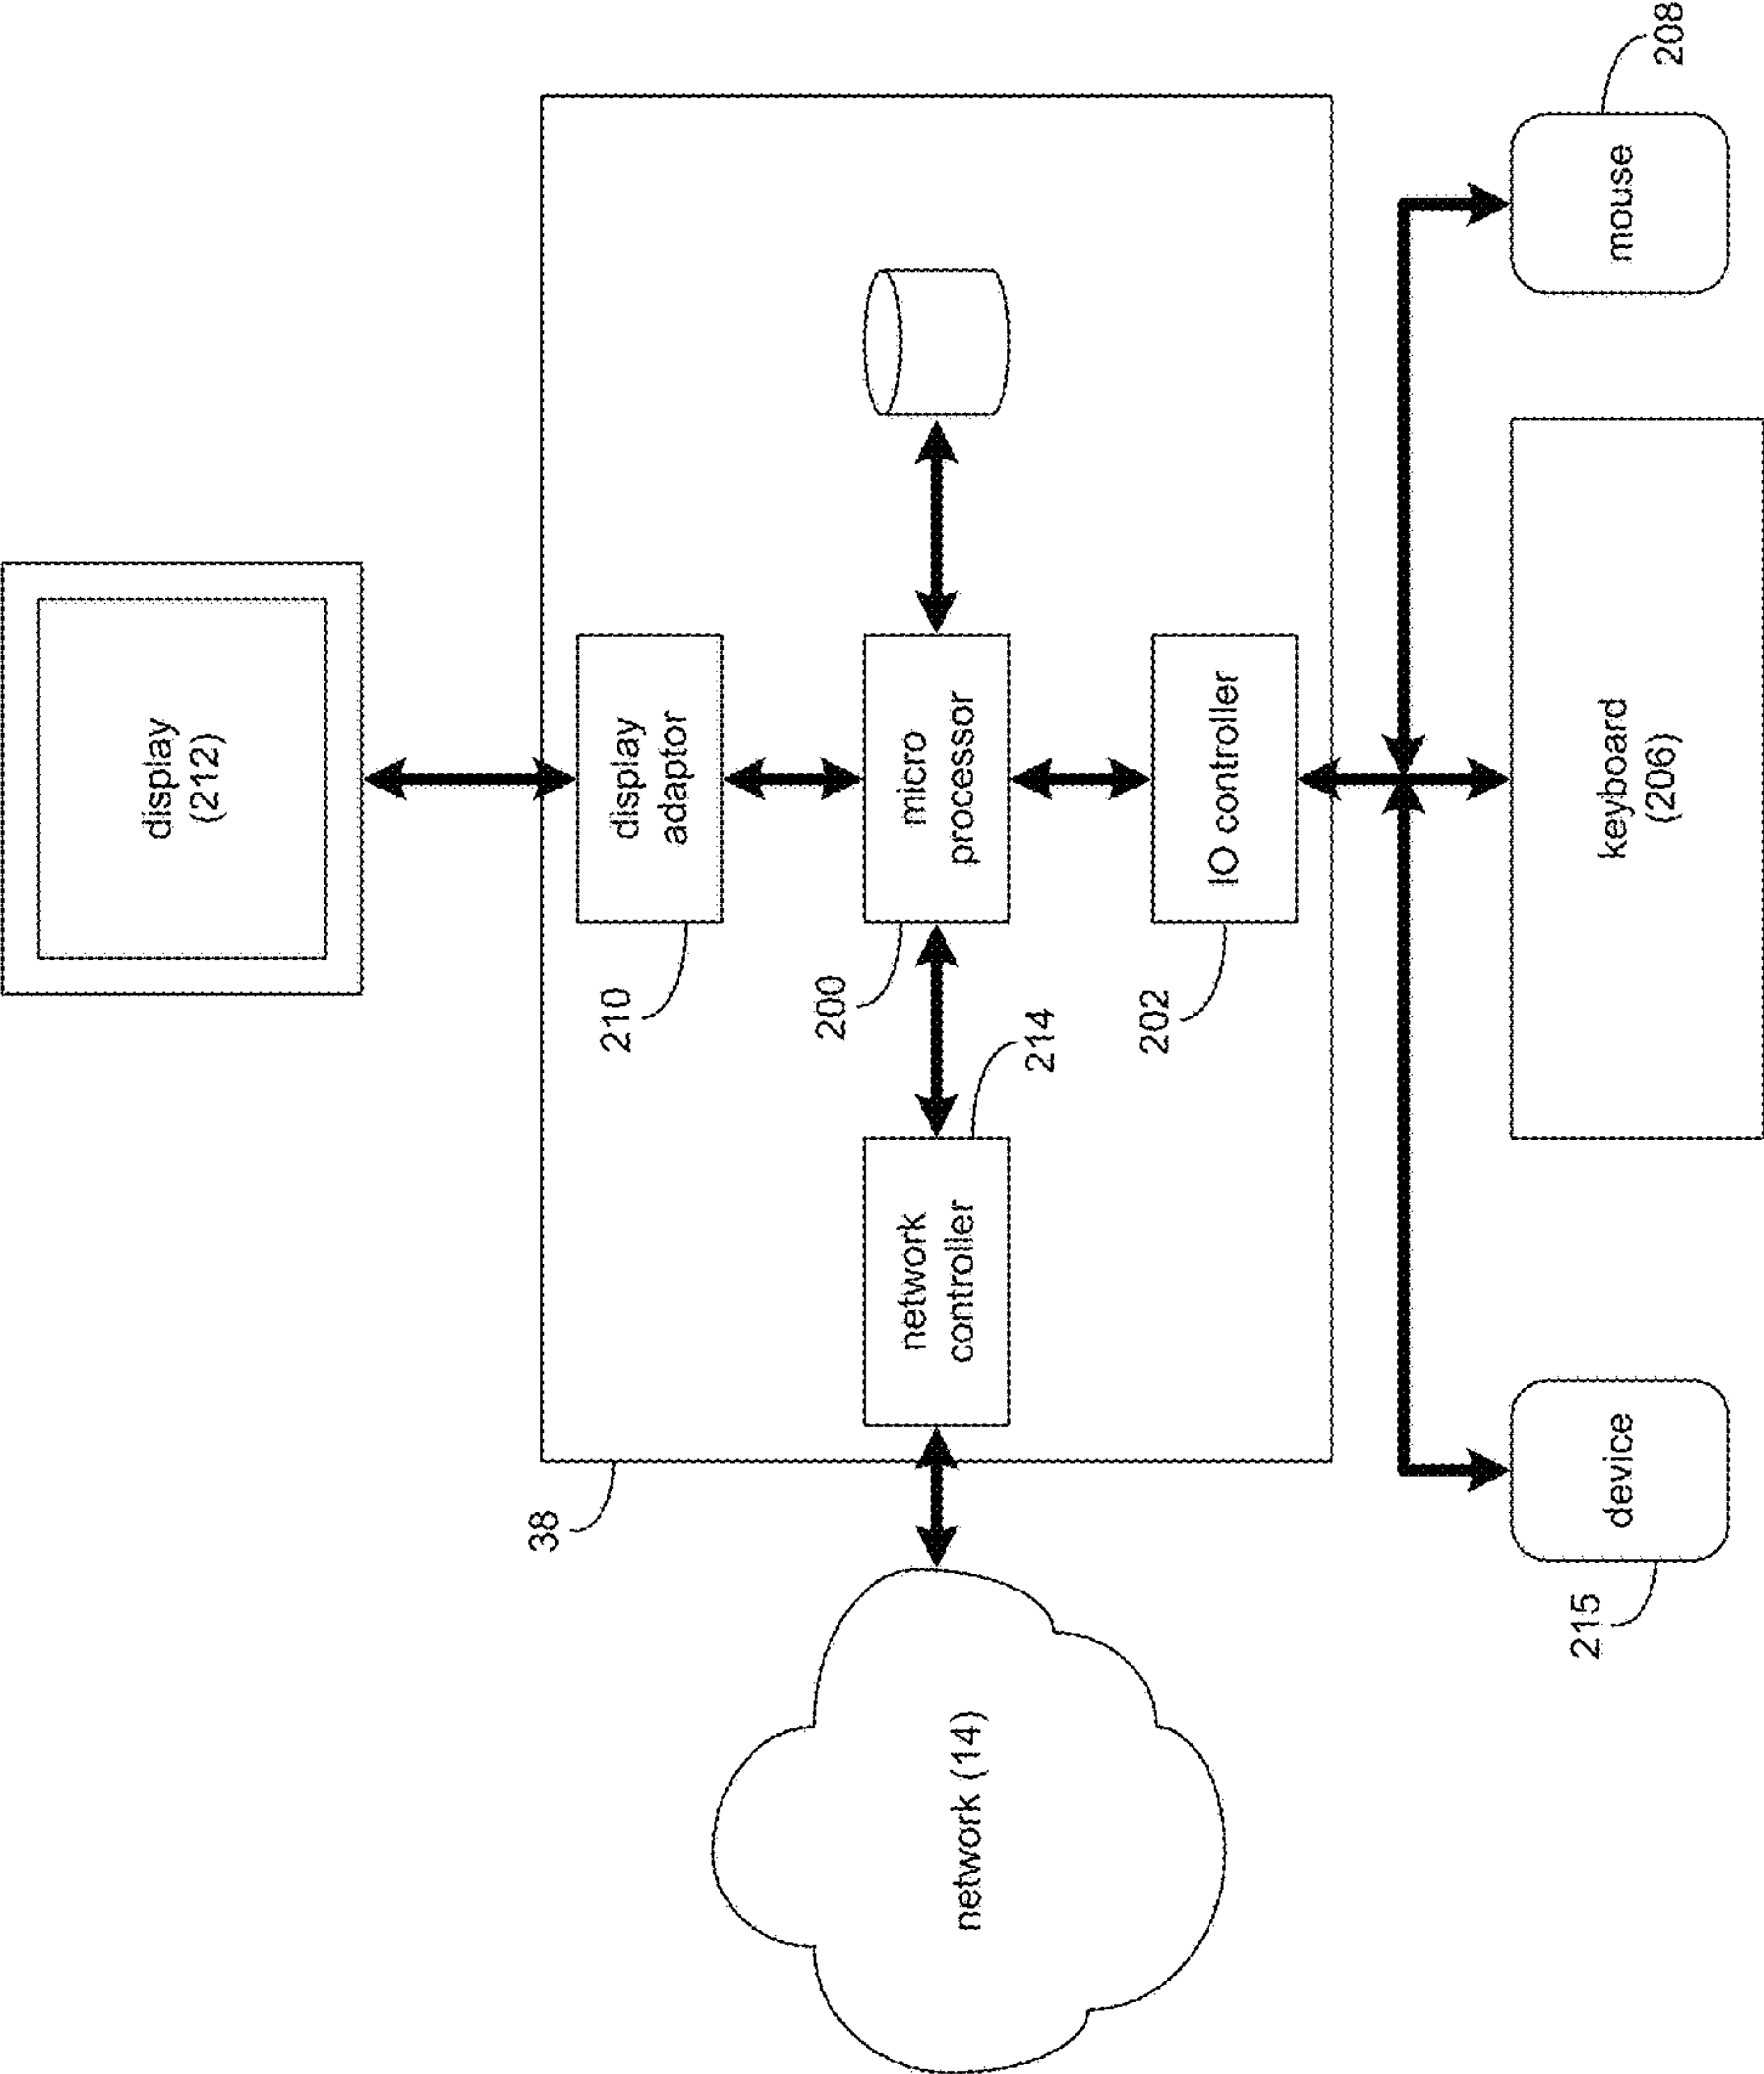 display
(212)
display
adaptor
210
micro
processor
200
network
controller
214
IO controller
202
38
network (14)
keyboard
(206)
mouse
208
device
215